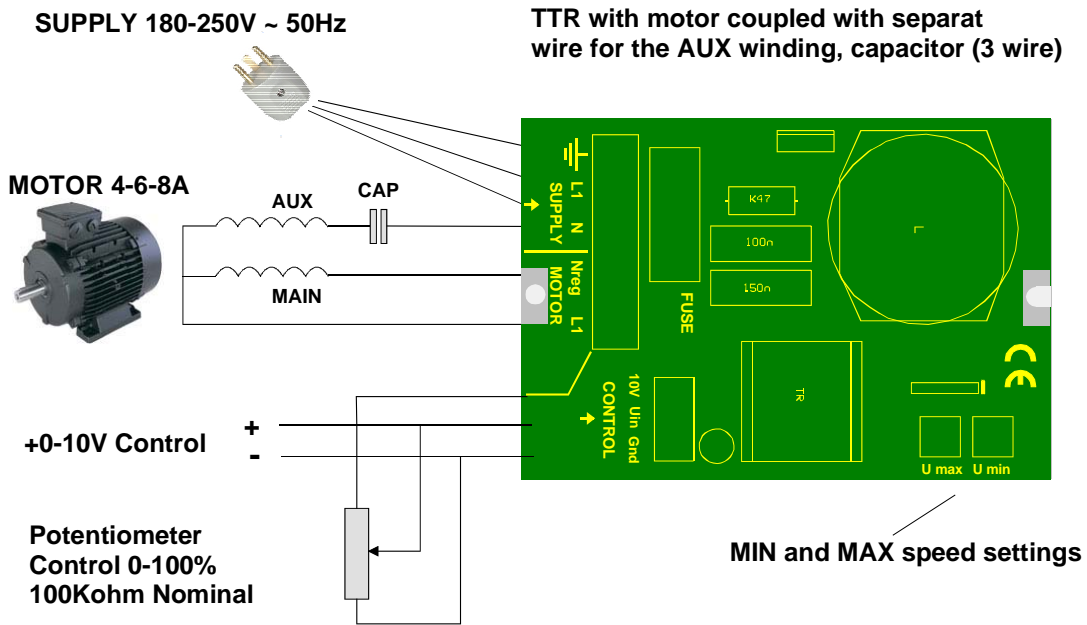 SUPPLY 180-250V ~ 50Hz
TTR with motor coupled with separat
wire for the AUX winding, capacitor (3 wire)
MOTOR 4-6-8A
AUX
CAP
MAIN
L1
SUPPLY
N
Nreg
MOTOR
L1
FUSE
K47
100n
150n
L
10V Uin Gnd
CONTROL
TR
CE
U max U min
+0-10V Control
+
-
Potentiometer
Control 0-100%
100Kohm Nominal
MIN and MAX speed settings